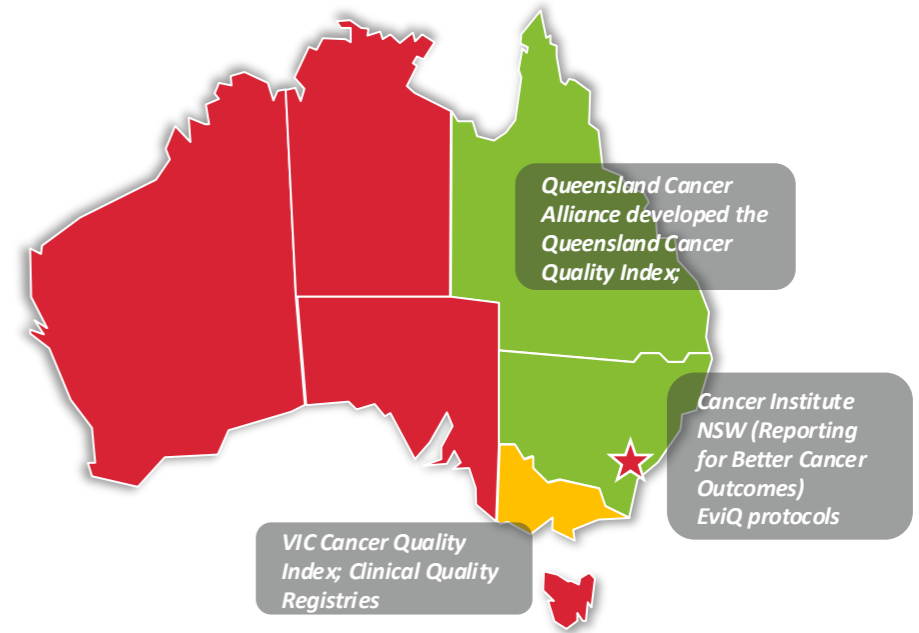 Queensland Cancer
Alliance developed the
Queensland Cancer
Quality Index;
Cancer Institute
NSW (Reporting
for Better Cancer
Outcomes)
EviQ protocols
VIC Cancer Quality
Index; Clinical Quality
Registries